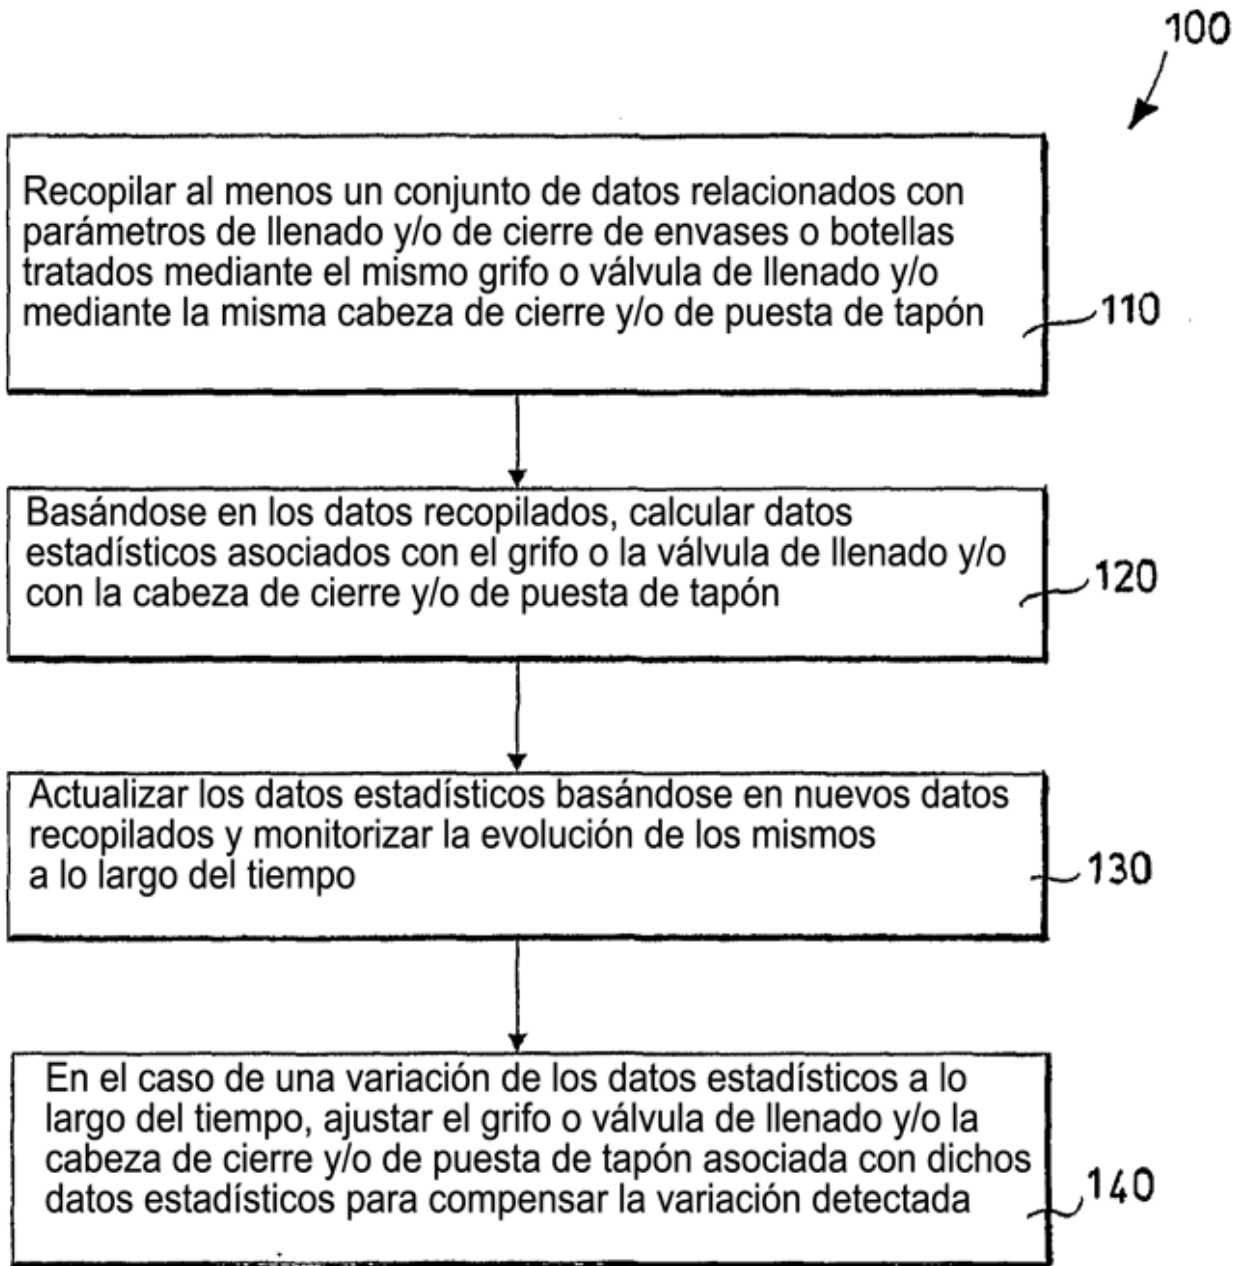 100
Recopilar al menos un conjunto de datos relacionados con
parámetros de llenado y/o de cierre de envases o botellas
tratados mediante el mismo grifo o válvula de llenado y/o
mediante la misma cabeza de cierre y/o de puesta de tapón
110
Basándose en los datos recopilados, calcular datos
estadísticos asociados con el grifo o la válvula de llenado y/o
con la cabeza de cierre y/o de puesta de tapón
120
Actualizar los datos estadísticos basándose en nuevos datos
recopilados y monitorizar la evolución de los mismos
a lo largo del tiempo
130
En el caso de una variación de los datos estadísticos a lo
largo del tiempo, ajustar el grifo o válvula de llenado y/o la
cabeza de cierre y/o de puesta de tapón asociada con dichos
datos estadísticos para compensar la variación detectada
140